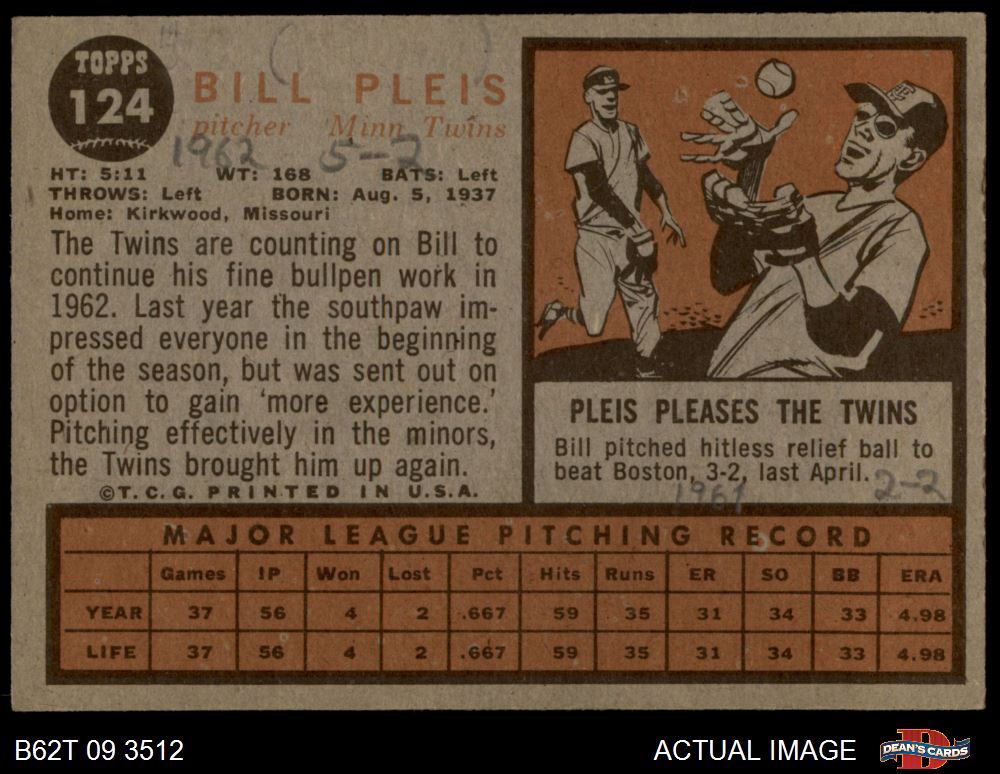 TOPPS
124
BILL PLEIS
pitcher Minn Twins
1962 5-2
HT: 5:11 WT: 168 BATS: Left
THROWS: Left BORN: Aug. 5, 1937
Home: Kirkwood, Missouri
The Twins are counting on Bill to
continue his fine bullpen work in
1962. Last year the southpaw im-
pressed everyone in the beginning
of the season, but was sent out on
option to gain 'more experience.'
Pitching effectively in the minors,
the Twins brought him up again.
©T.C.G. PRINTED IN U.S.A.
PLEIS PLEASES THE TWINS
Bill pitched hitless relief ball to
beat Boston, 3-2, last April.
1961 2-2
MAJOR LEAGUE PITCHING RECORD
Games IP Won Lost Pct Hits Runs ER SO BB ERA
YEAR 37 56 4 2 .667 59 35 31 34 33 4.98
LIFE 37 56 4 2 .667 59 35 31 34 33 4.98
B62T 09 3512 ACTUAL IMAGE DEAN'S CARDS